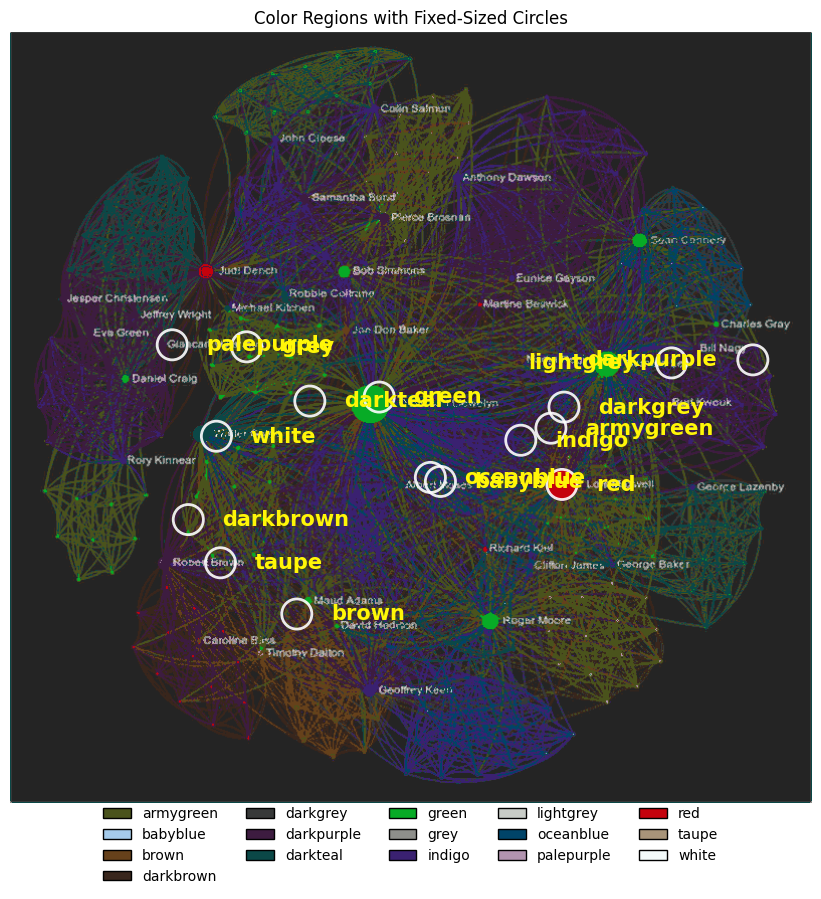 Color Regions with Fixed-Sized Circles
Colin Salmon
John Cleese
Anthony Dawson
Samantha Bond
Pierce Brosnan
Sean Connery
Judi Dench
Bob Simmons
Eunice Gayson
Robbie Coltrane
Jesper Christensen
Michael Kitchen
Martine Beswick
Jeffrey Wright
Charles Gray
Eva Green
Joe Don Baker
palepurple
grey
Bill Nagy
lightgrey
darkpurple
Daniel Craig
darkteal
green
darkgrey
armygreen
white
indigo
Rory Kinnear
oceanblue
babyblue
red
George Lazenby
darkbrown
Richard Kiel
Robert Brown
taupe
Clifton James
George Baker
Maud Adams
brown
David Hedison
Roger Moore
Caroline Bliss
Timothy Dalton
Geoffrey Keen
armygreen
darkgrey
green
lightgrey
red
babyblue
darkpurple
grey
oceanblue
taupe
brown
darkteal
indigo
palepurple
white
darkbrown